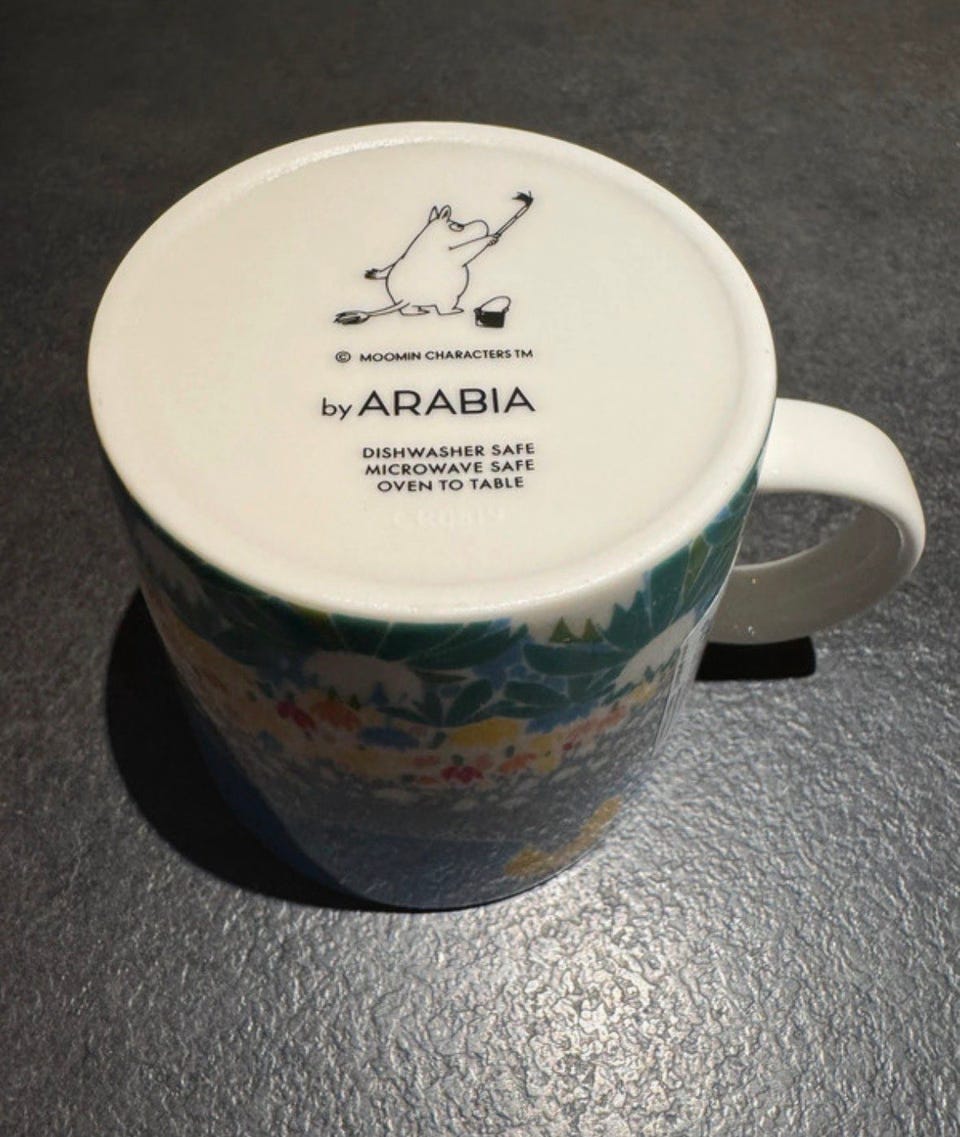 © MOOMIN CHARACTERS TM
by ARABIA
DISHWASHER SAFE
MICROWAVE SAFE
OVEN TO TABLE